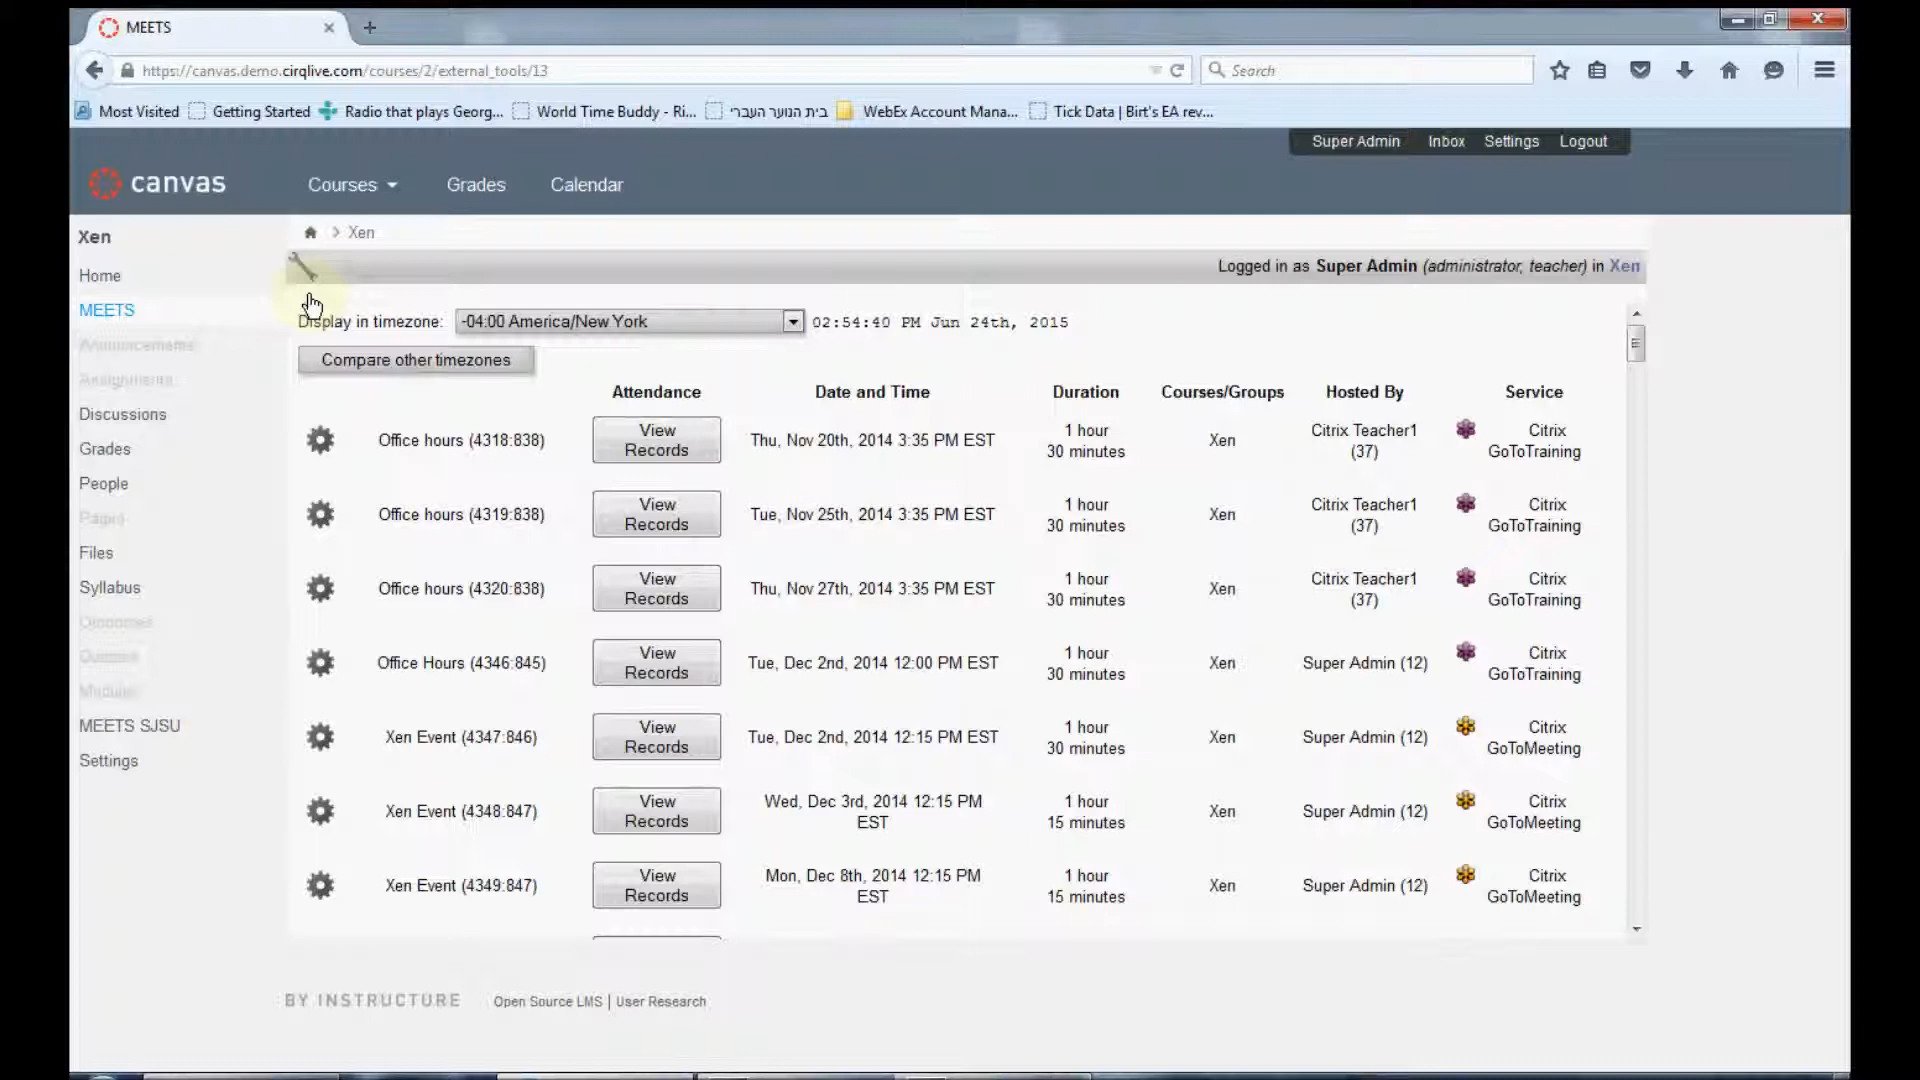 MEETS
https://canvas.demo.cirqlive.com/courses/2/external_tools/13
Search
Most Visited Getting Started Radio that plays Georg... World Time Buddy - Ri... בית הנוער העברי WebEx Account Mana... Tick Data | Birt's EA rev...
Super Admin Inbox Settings Logout
canvas Courses Grades Calendar
Xen
> Xen
Home
MEETS
Announcements
Assignments
Discussions
Grades
People
Pages
Files
Syllabus
Outcomes
Quizzes
Modules
MEETS SJSU
Settings
Logged in as Super Admin (administrator, teacher) in Xen
Display in timezone: -04:00 America/New York 02:54:40 PM Jun 24th, 2015
Compare other timezones
Attendance Date and Time Duration Courses/Groups Hosted By Service
Office hours (4318:838) View Records Thu, Nov 20th, 2014 3:35 PM EST 1 hour 30 minutes Xen Citrix Teacher1 (37) Citrix GoToTraining
Office hours (4319:838) View Records Tue, Nov 25th, 2014 3:35 PM EST 1 hour 30 minutes Xen Citrix Teacher1 (37) Citrix GoToTraining
Office hours (4320:838) View Records Thu, Nov 27th, 2014 3:35 PM EST 1 hour 30 minutes Xen Citrix Teacher1 (37) Citrix GoToTraining
Office Hours (4346:845) View Records Tue, Dec 2nd, 2014 12:00 PM EST 1 hour 30 minutes Xen Super Admin (12) Citrix GoToTraining
Xen Event (4347:846) View Records Tue, Dec 2nd, 2014 12:15 PM EST 1 hour 30 minutes Xen Super Admin (12) Citrix GoToMeeting
Xen Event (4348:847) View Records Wed, Dec 3rd, 2014 12:15 PM EST 1 hour 15 minutes Xen Super Admin (12) Citrix GoToMeeting
Xen Event (4349:847) View Records Mon, Dec 8th, 2014 12:15 PM EST 1 hour 15 minutes Xen Super Admin (12) Citrix GoToMeeting
BY INSTRUCTURE Open Source LMS | User Research